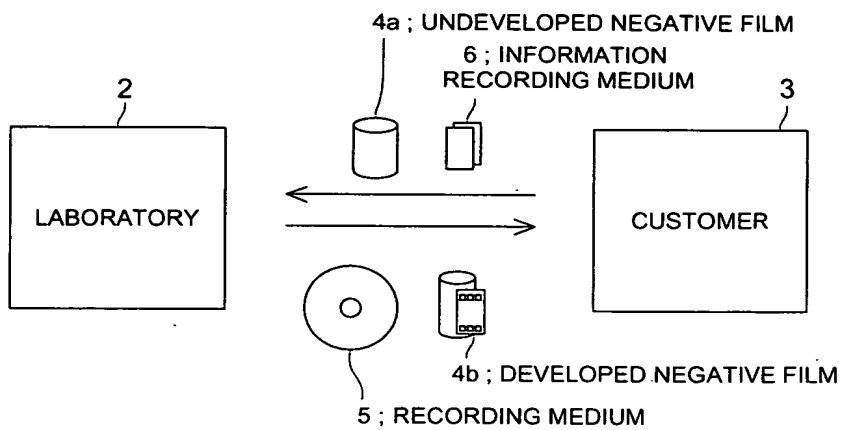 4a ; UNDEVELOPED NEGATIVE FILM
6 ; INFORMATION
RECORDING MEDIUM
2
3
LABORATORY
CUSTOMER
4b ; DEVELOPED NEGATIVE FILM
5 ; RECORDING MEDIUM